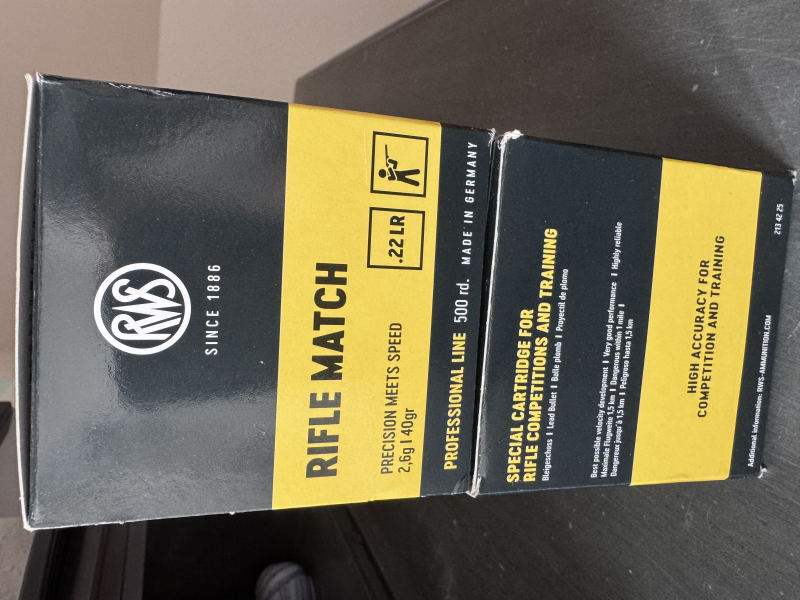 RWS
SINCE 1886
RIFLE MATCH
PRECISION MEETS SPEED
2,6g I 40gr
.22 LR
PROFESSIONAL LINE 500 rd. MADE IN GERMANY
SPECIAL CARTRIDGE FOR
RIFLE COMPETITIONS AND TRAINING
Bleigeschoss I Lead Bullet I Balle plomb I Proyectil de plomo
Best possible velocity development I Very good performance I Highly reliable
Maximale Flugweite 1,5 km I Dangerous within 1 mile I
Dangereux jusqu'à 1,5 km I Peligroso hasta 1,5 km
HIGH ACCURACY FOR
COMPETITION AND TRAINING
Additional information: RWS-AMMUNITION.COM
213 42 25